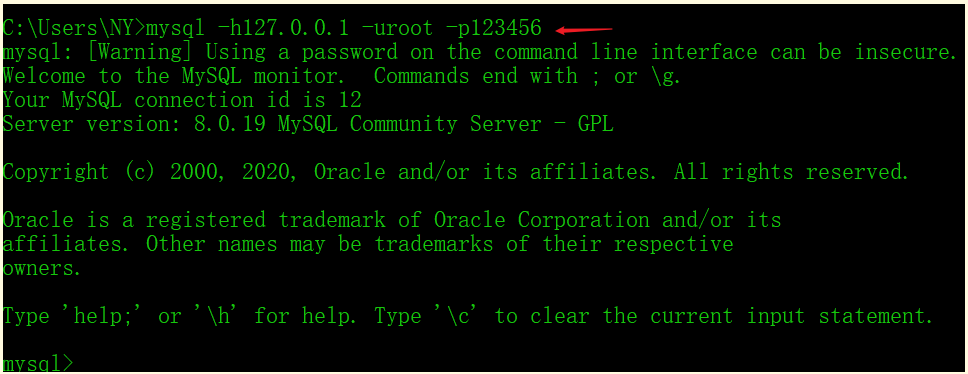 C:\Users\NY>mysql -h127.0.0.1 -uroot -p123456
mysql: [Warning] Using a password on the command line interface can be insecure.
Welcome to the MySQL monitor.  Commands end with ; or \g.
Your MySQL connection id is 12
Server version: 8.0.19 MySQL Community Server - GPL
Copyright (c) 2000, 2020, Oracle and/or its affiliates. All rights reserved.
Oracle is a registered trademark of Oracle Corporation and/or its
affiliates. Other names may be trademarks of their respective
owners.
Type 'help;' or '\h' for help. Type '\c' to clear the current input statement.
mysql>